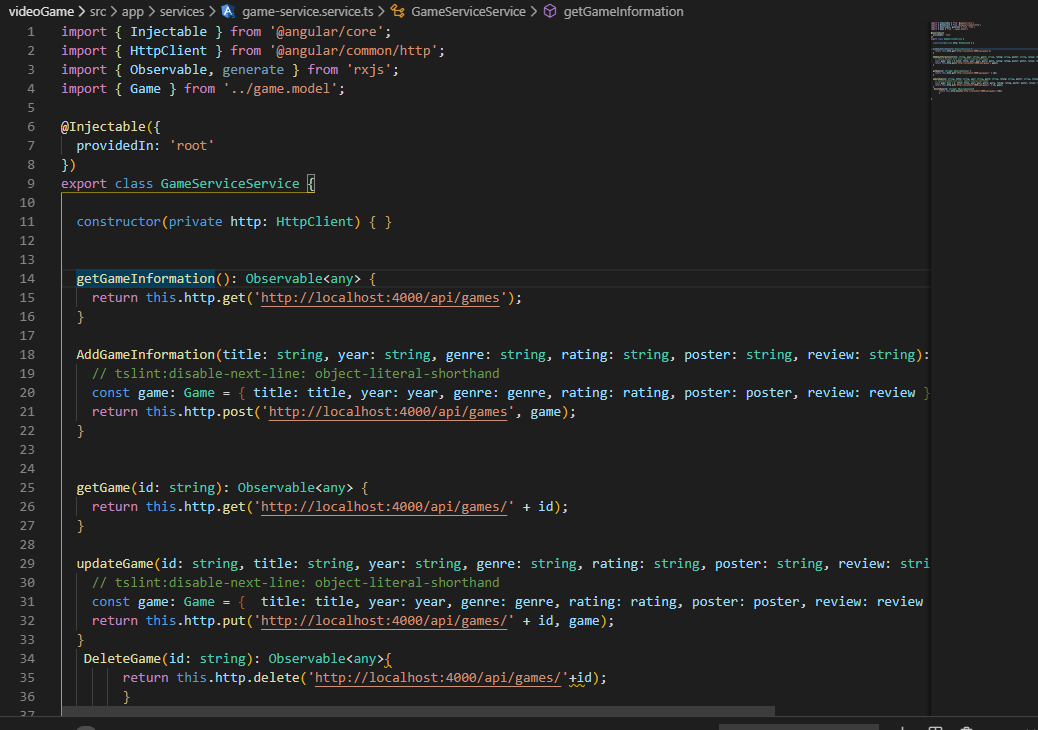 videoGame > src > app > services > game-service.service.ts > GameServiceService > getGameInformation
1 import { Injectable } from '@angular/core';
2 import { HttpClient } from '@angular/common/http';
3 import { Observable, generate } from 'rxjs';
4 import { Game } from '../game.model';
5
6 @Injectable({
7 providedIn: 'root'
8 })
9 export class GameServiceService {
10
11 constructor(private http: HttpClient) { }
12
13
14 getGameInformation(): Observable<any> {
15 return this.http.get('http://localhost:4000/api/games');
16 }
17
18 AddGameInformation(title: string, year: string, genre: string, rating: string, poster: string, review: string):
19 // tslint:disable-next-line: object-literal-shorthand
20 const game: Game = { title: title, year: year, genre: genre, rating: rating, poster: poster, review: review }
21 return this.http.post('http://localhost:4000/api/games', game);
22 }
23
24
25 getGame(id: string): Observable<any> {
26 return this.http.get('http://localhost:4000/api/games/' + id);
27 }
28
29 updateGame(id: string, title: string, year: string, genre: string, rating: string, poster: string, review: stri
30 // tslint:disable-next-line: object-literal-shorthand
31 const game: Game = {  title: title, year: year, genre: genre, rating: rating, poster: poster, review: review
32 return this.http.put('http://localhost:4000/api/games/' + id, game);
33 }
34 DeleteGame(id: string): Observable<any>{
35 return this.http.delete('http://localhost:4000/api/games/'+id);
36 }
37